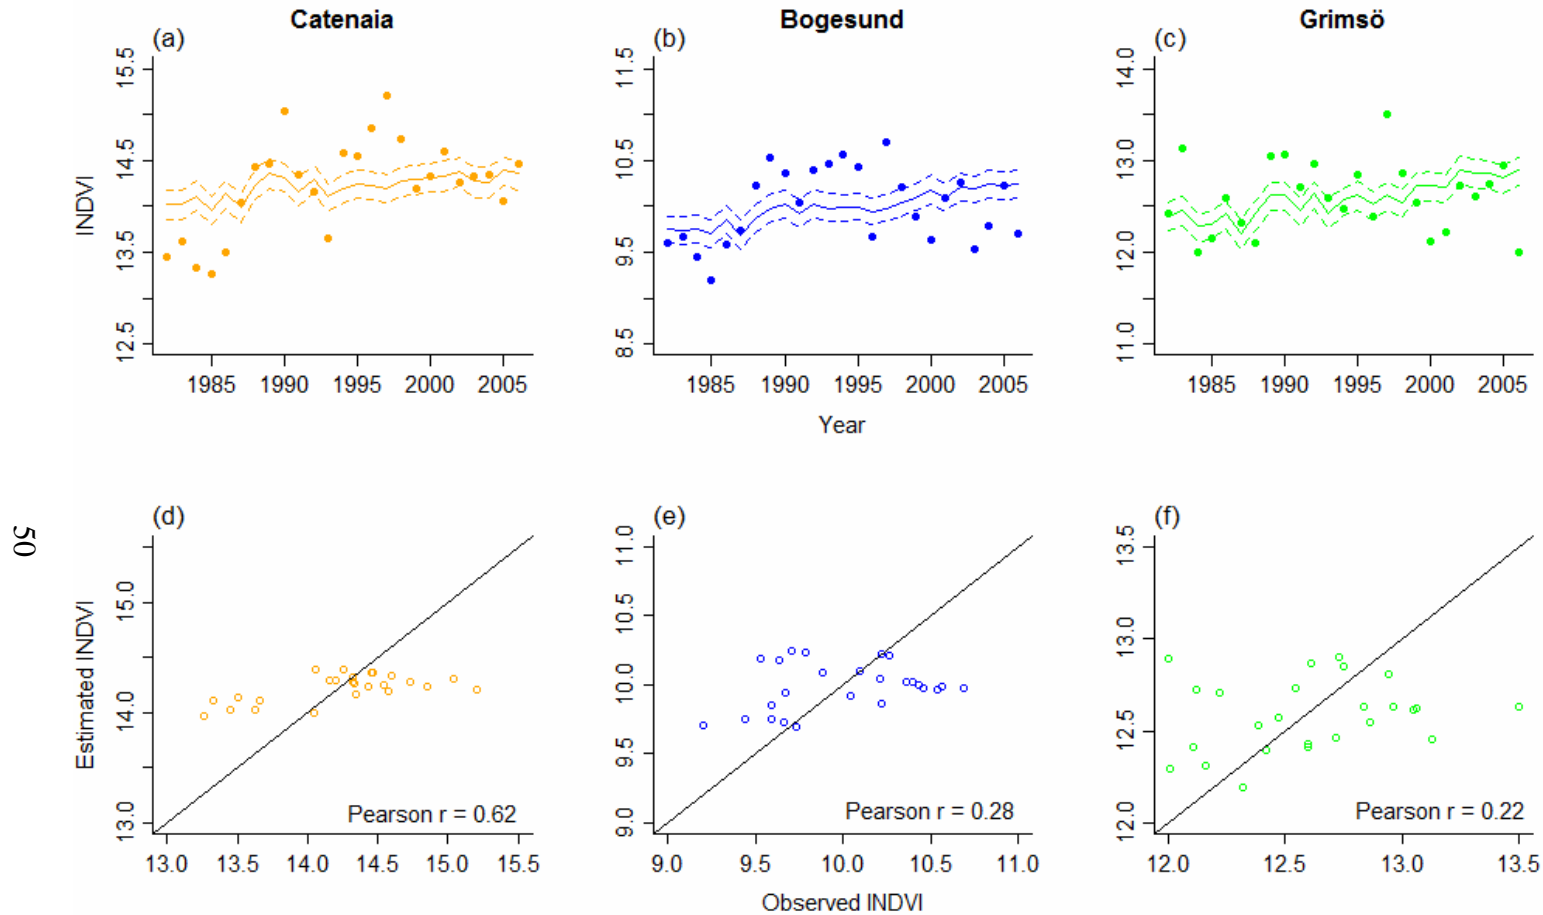 Catenaia
Bogesund
Grimsö
(a)
(b)
(c)
INDVI
15.5
14.5
13.5
12.5
11.5
10.5
9.5
8.5
14.0
13.0
12.0
11.0
1985 1990 1995 2000 2005
1985 1990 1995 2000 2005
1985 1990 1995 2000 2005
Year
50
(d)
(e)
(f)
Estimated INDVI
15.0
14.0
13.0
11.0
10.5
10.0
9.5
9.0
13.5
13.0
12.5
12.0
Pearson r = 0.62
Pearson r = 0.28
Pearson r = 0.22
13.0 13.5 14.0 14.5 15.0 15.5
9.0 9.5 10.0 10.5 11.0
12.0 12.5 13.0 13.5
Observed INDVI